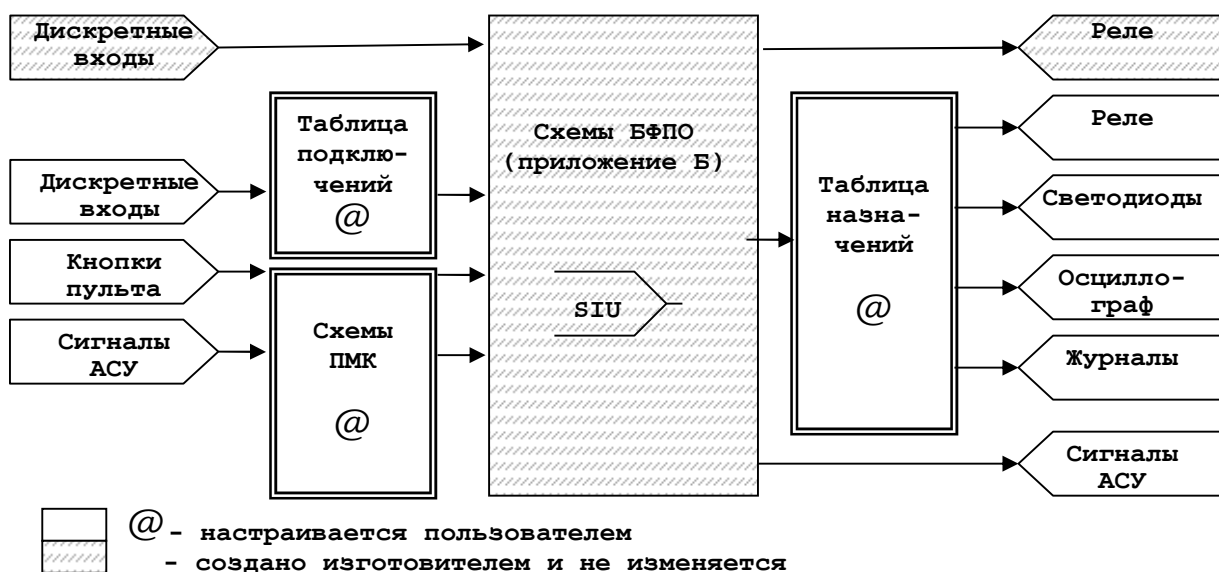 Дискретные
входы
Реле
Таблица
подклю-
чений
@
Схемы БФПО
(приложение Б)
Реле
Дискретные
входы
Таблица
назна-
чений
@
Светодиоды
Кнопки
пульта
SIU
Осцилло-
граф
Сигналы
АСУ
Схемы
ПМК
@
Журналы
Сигналы
АСУ
@ - настраивается пользователем
- создано изготовителем и не изменяется